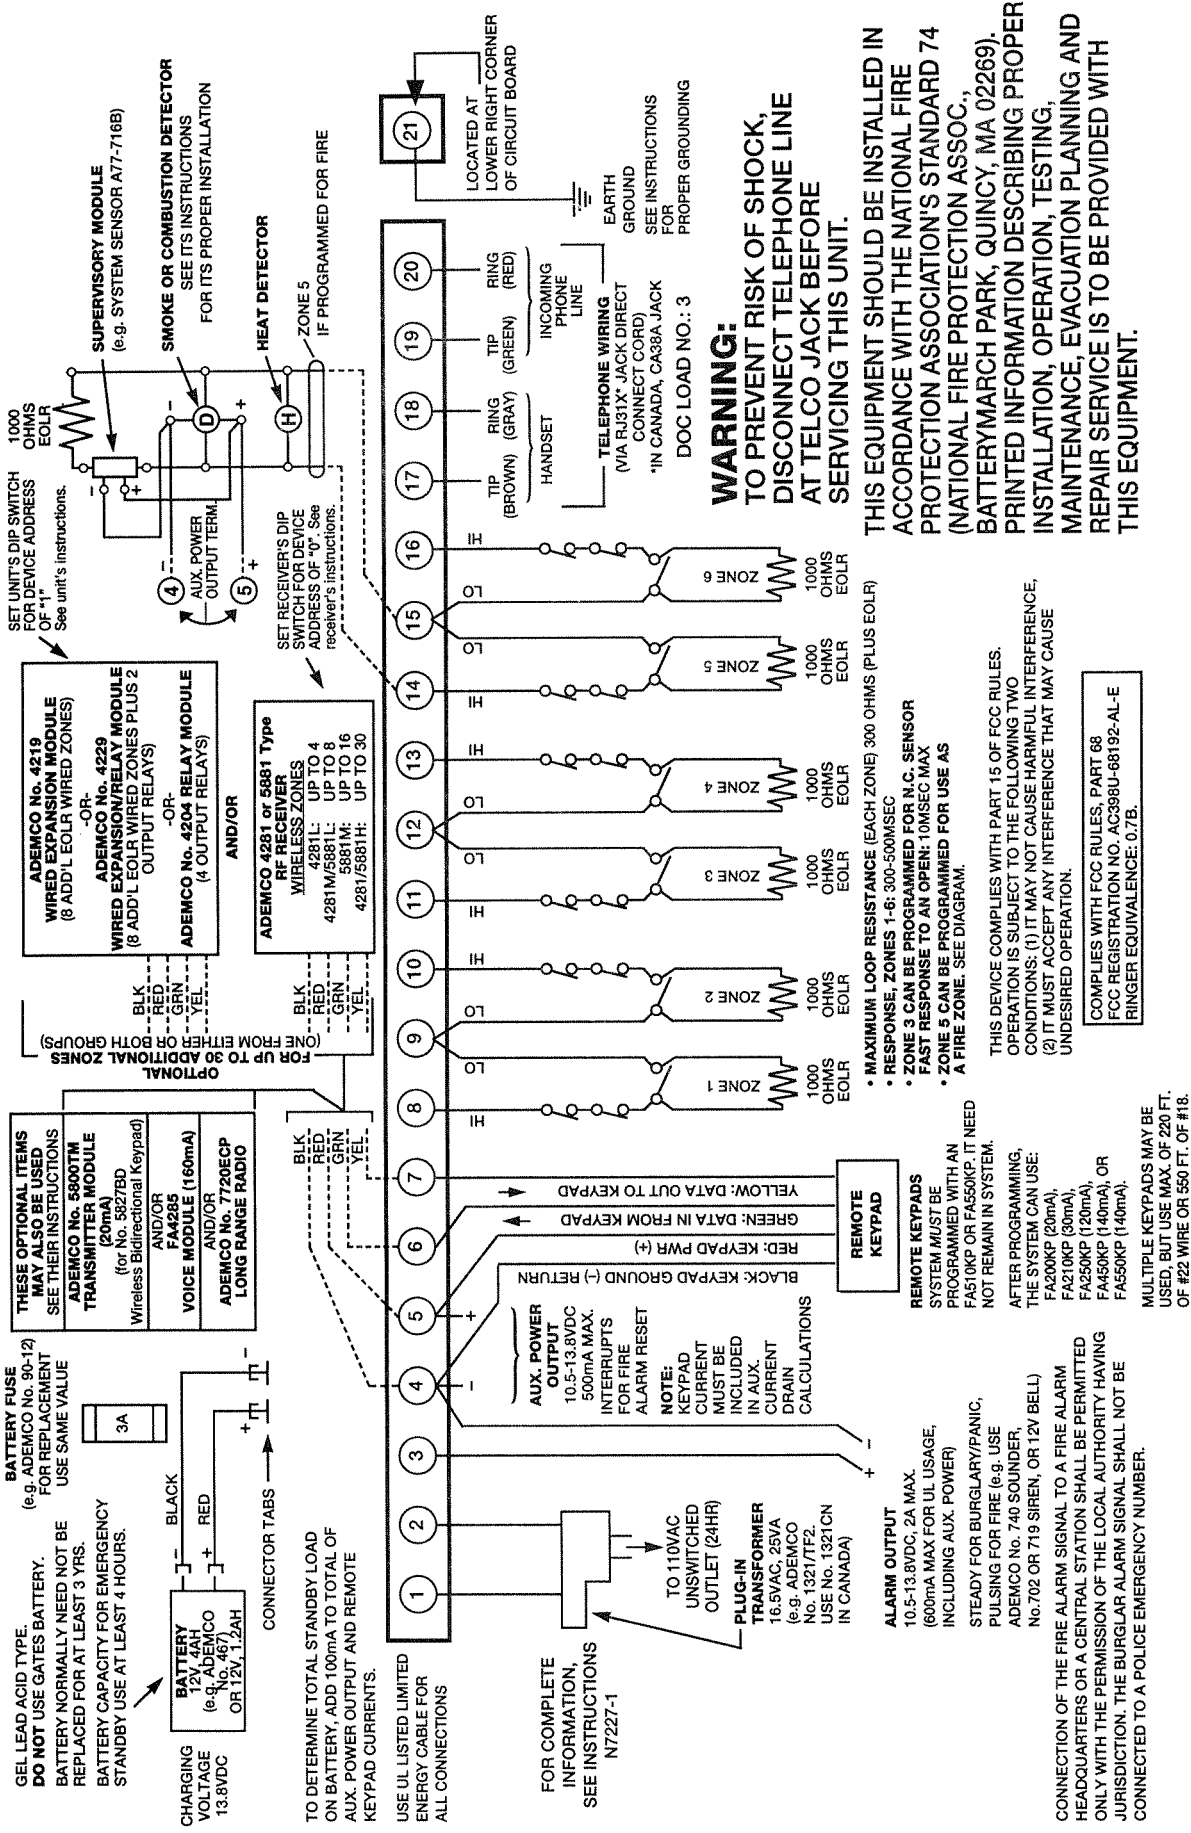 GEL LEAD ACID TYPE.
DO NOT USE GATES BATTERY.
BATTERY NORMALLY NEED NOT BE
REPLACED FOR AT LEAST 3 YRS.
BATTERY CAPACITY FOR EMERGENCY
STANDBY USE AT LEAST 4 HOURS.
CHARGING
VOLTAGE
13.8VDC
BATTERY
12V, 4AH
(e.g. ADEMCO
No. 467)
OR 12V, 1.2AH
−
+
BLACK
RED
−
+
CONNECTOR TABS
BATTERY FUSE
(e.g. ADEMCO No. 90-12)
FOR REPLACEMENT
USE SAME VALUE
3A
THESE OPTIONAL ITEMS
MAY ALSO BE USED
SEE THEIR INSTRUCTIONS
ADEMCO No. 5800TM
TRANSMITTER MODULE
(20mA)
(for No. 5827BD
Wireless Bidirectional Keypad)
AND/OR
FA4285
VOICE MODULE (160mA)
AND/OR
ADEMCO No. 7720ECP
LONG RANGE RADIO
OPTIONAL
FOR UP TO 30 ADDITIONAL ZONES
(ONE FROM EITHER OR BOTH GROUPS)
BLK
RED
GRN
YEL
ADEMCO No. 4219
WIRED EXPANSION MODULE
(8 ADD'L EOLR WIRED ZONES)
-OR-
ADEMCO No. 4229
WIRED EXPANSION/RELAY MODULE
(8 ADD'L EOLR WIRED ZONES PLUS 2
OUTPUT RELAYS)
-OR-
ADEMCO No. 4204 RELAY MODULE
(4 OUTPUT RELAYS)
AND/OR
BLK
RED
GRN
YEL
ADEMCO 4281 or 5881 Type
RF RECEIVER
WIRELESS ZONES
4281L: UP TO 4
4281M/5881L: UP TO 8
5881M: UP TO 16
4281/5881H: UP TO 30
SET UNIT'S DIP SWITCH
FOR DEVICE ADDRESS
OF "1"
See unit's instructions.
SET RECEIVER'S DIP
SWITCH FOR DEVICE
ADDRESS OF "0". See
receiver's instructions.
1000
OHMS
EOLR
SUPERVISORY MODULE
(e.g. SYSTEM SENSOR A77-716B)
SMOKE OR COMBUSTION DETECTOR
SEE ITS INSTRUCTIONS
FOR ITS PROPER INSTALLATION
HEAT DETECTOR
ZONE 5
IF PROGRAMMED FOR FIRE
−
+
−
+
D
H
4 −
AUX. POWER
OUTPUT TERM.
5 +
TO DETERMINE TOTAL STANDBY LOAD
ON BATTERY, ADD 100mA TO TOTAL OF
AUX. POWER OUTPUT AND REMOTE
KEYPAD CURRENTS.
USE UL LISTED LIMITED
ENERGY CABLE FOR
ALL CONNECTIONS
BLK
RED
GRN
YEL
1 2 3 4 5 6 7 8 9 10 11 12 13 14 15 16 17 18 19 20
21
LOCATED AT
LOWER RIGHT CORNER
OF CIRCUIT BOARD
EARTH
GROUND
SEE INSTRUCTIONS
FOR
PROPER GROUNDING
FOR COMPLETE
INFORMATION,
SEE INSTRUCTIONS
N7227-1
TO 110VAC
UNSWITCHED
OUTLET (24HR)
PLUG-IN
TRANSFORMER
16.5VAC, 25VA
(e.g. ADEMCO
No. 1321/TF2.
USE No. 1321CN
IN CANADA)
+ −
ALARM OUTPUT
10.5-13.8VDC, 2A MAX.
(600mA MAX FOR UL USAGE,
INCLUDING AUX. POWER)
STEADY FOR BURGLARY/PANIC,
PULSING FOR FIRE (e.g. USE
ADEMCO No. 740 SOUNDER,
No.702 OR 719 SIREN, OR 12V BELL)
− +
AUX. POWER
OUTPUT
10.5-13.8VDC
500mA MAX.
INTERRUPTS
FOR FIRE
ALARM RESET
NOTE:
KEYPAD
CURRENT
MUST BE
INCLUDED
IN AUX.
CURRENT
DRAIN
CALCULATIONS
BLACK: KEYPAD GROUND (−) RETURN
RED: KEYPAD PWR (+)
GREEN: DATA IN FROM KEYPAD
YELLOW: DATA OUT TO KEYPAD
REMOTE
KEYPAD
REMOTE KEYPADS
SYSTEM MUST BE
PROGRAMMED WITH AN
FA510KP OR FA550KP. IT NEED
NOT REMAIN IN SYSTEM.
AFTER PROGRAMMING,
THE SYSTEM CAN USE:
FA200KP (20mA),
FA210KP (30mA),
FA250KP (120mA),
FA450KP (140mA), OR
FA550KP (140mA).
MULTIPLE KEYPADS MAY BE
USED, BUT USE MAX OF 220 FT.
OF #22 WIRE OR 550 FT. OF #18.
HI LO LO HI HI LO LO HI HI LO LO HI
ZONE 1
1000
OHMS
EOLR
ZONE 2
1000
OHMS
EOLR
ZONE 3
1000
OHMS
EOLR
ZONE 4
1000
OHMS
EOLR
ZONE 5
1000
OHMS
EOLR
ZONE 6
1000
OHMS
EOLR
TIP
(BROWN)
RING
(GRAY)
HANDSET
TIP
(GREEN)
RING
(RED)
INCOMING
PHONE
LINE
TELEPHONE WIRING
(VIA RJ31X* JACK DIRECT
CONNECT CORD)
*IN CANADA, CA38A JACK
DOC LOAD NO.: 3
• MAXIMUM LOOP RESISTANCE (EACH ZONE) 300 OHMS (PLUS EOLR)
• RESPONSE, ZONES 1-6: 300-500MSEC
• ZONE 3 CAN BE PROGRAMMED FOR N.C. SENSOR
FAST RESPONSE TO AN OPEN: 10MSEC MAX
• ZONE 5 CAN BE PROGRAMMED FOR USE AS
A FIRE ZONE. SEE DIAGRAM.
THIS DEVICE COMPLIES WITH PART 15 OF FCC RULES.
OPERATION IS SUBJECT TO THE FOLLOWING TWO
CONDITIONS: (1) IT MAY NOT CAUSE HARMFUL INTERFERENCE,
(2) IT MUST ACCEPT ANY INTERFERENCE THAT MAY CAUSE
UNDESIRED OPERATION.
COMPLIES WITH FCC RULES, PART 68
FCC REGISTRATION NO. AC398U-68192-AL-E
RINGER EQUIVALENCE: 0.7B.
WARNING:
TO PREVENT RISK OF SHOCK,
DISCONNECT TELEPHONE LINE
AT TELCO JACK BEFORE
SERVICING THIS UNIT.
THIS EQUIPMENT SHOULD BE INSTALLED IN
ACCORDANCE WITH THE NATIONAL FIRE
PROTECTION ASSOCIATION'S STANDARD 74
(NATIONAL FIRE PROTECTION ASSOC.,
BATTERYMARCH PARK, QUINCY, MA 02269).
PRINTED INFORMATION DESCRIBING PROPER
INSTALLATION, OPERATION, TESTING,
MAINTENANCE, EVACUATION PLANNING AND
REPAIR SERVICE IS TO BE PROVIDED WITH
THIS EQUIPMENT.
CONNECTION OF THE FIRE ALARM SIGNAL TO A FIRE ALARM
HEADQUARTERS OR A CENTRAL STATION SHALL BE PERMITTED
ONLY WITH THE PERMISSION OF THE LOCAL AUTHORITY HAVING
JURISDICTION. THE BURGLAR ALARM SIGNAL SHALL NOT BE
CONNECTED TO A POLICE EMERGENCY NUMBER.